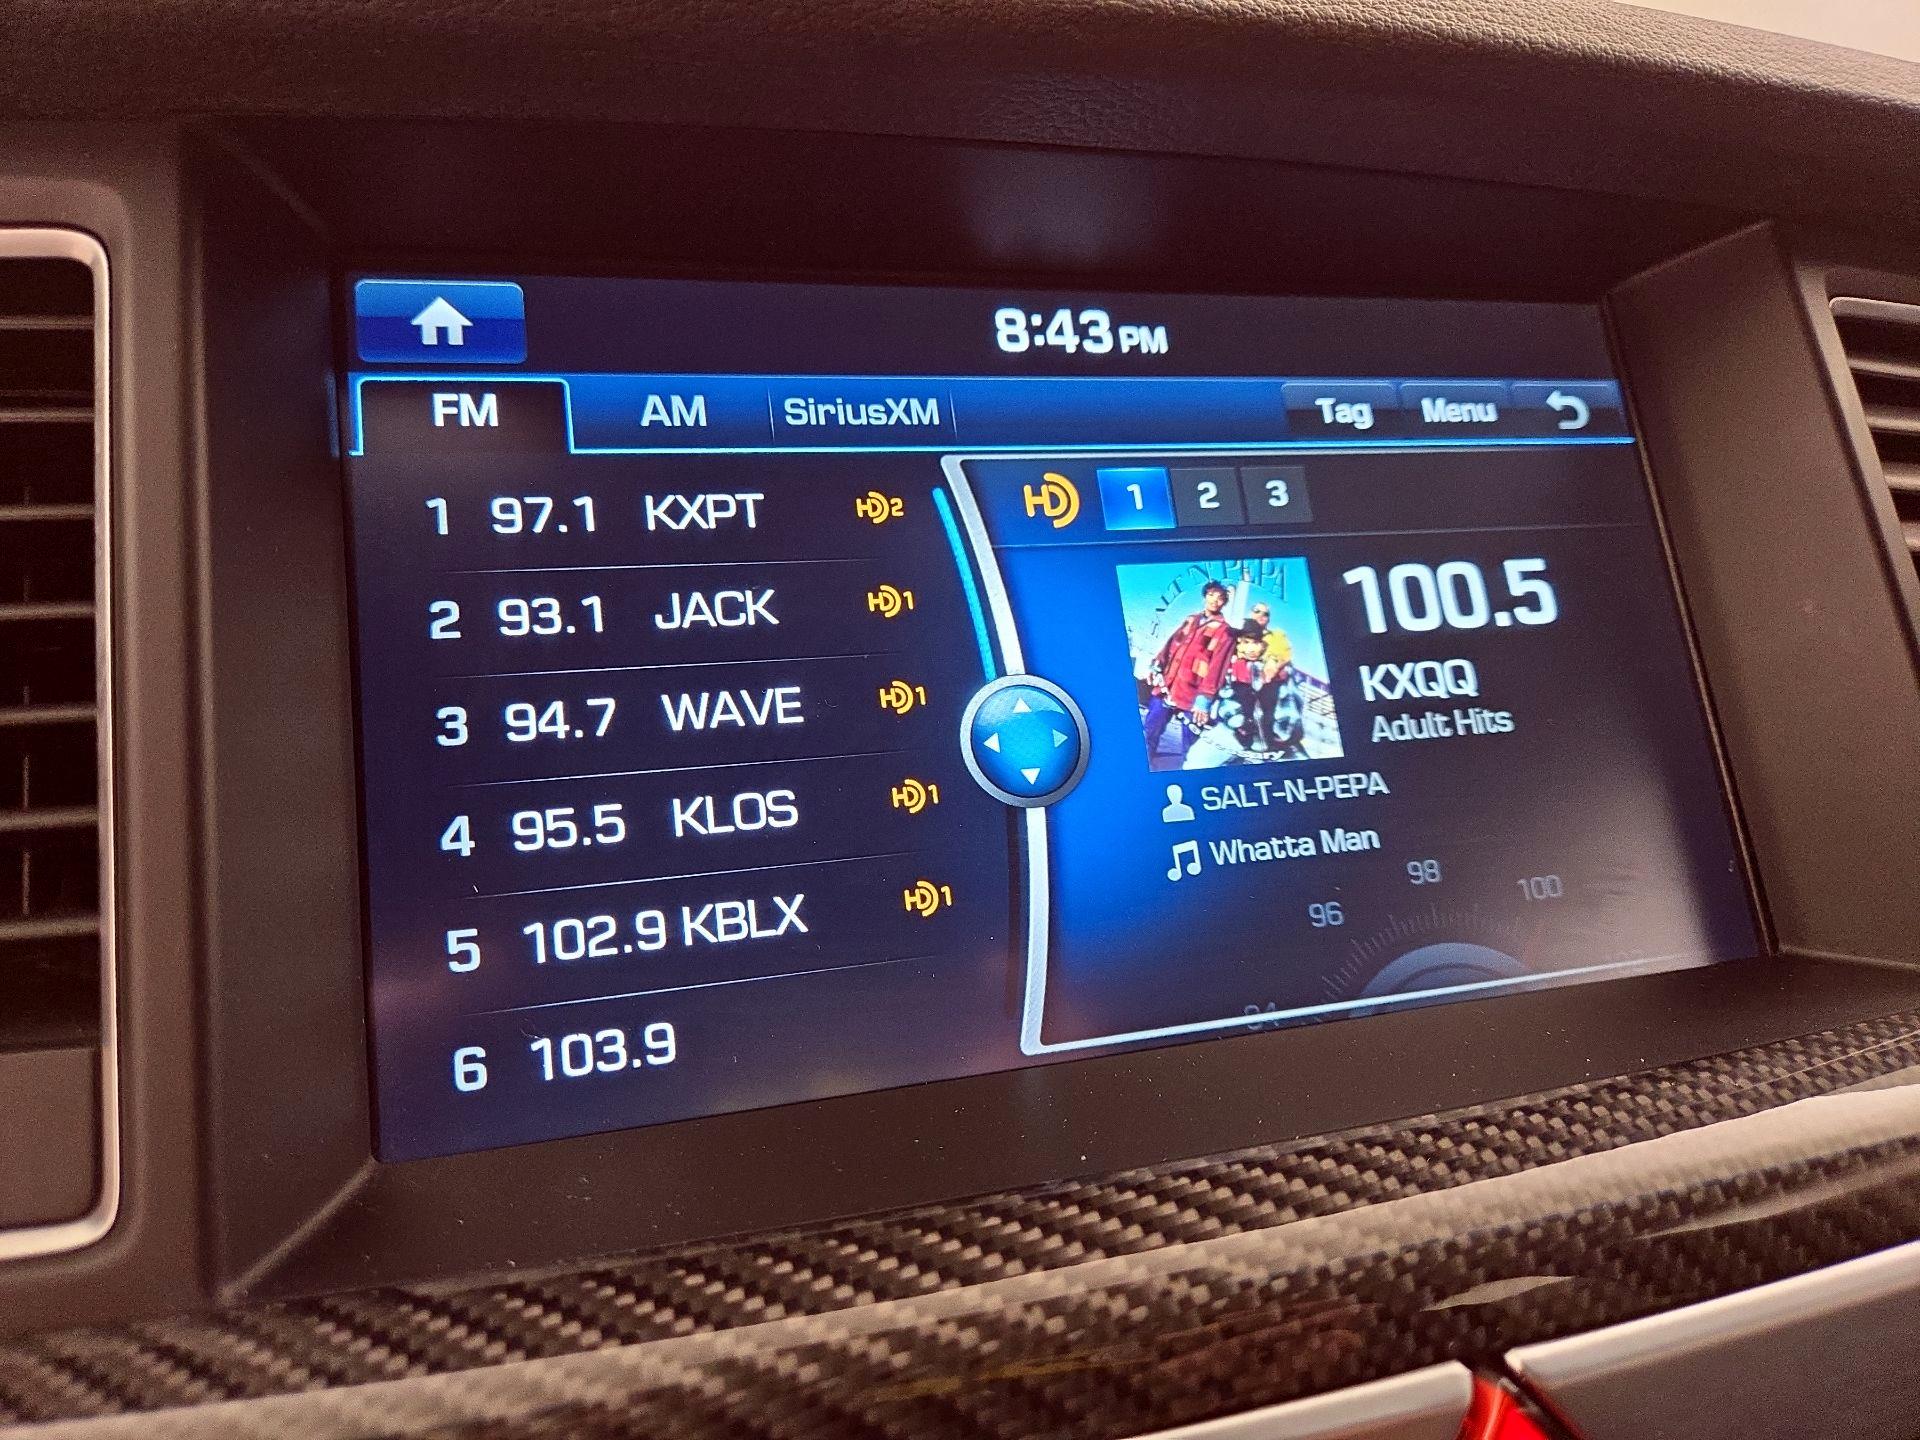 8:43 PM
FM AM SiriusXM Tag Menu
1 97.1 KXPT HD2
2 93.1 JACK HD1
3 94.7 WAVE HD1
4 95.5 KLOS HD1
5 102.9 KBLX HD1
6 103.9
HD 1 2 3
SALT 'N' PEPA
100.5
KXQQ
Adult Hits
SALT-N-PEPA
Whatta Man
94 96 98 100